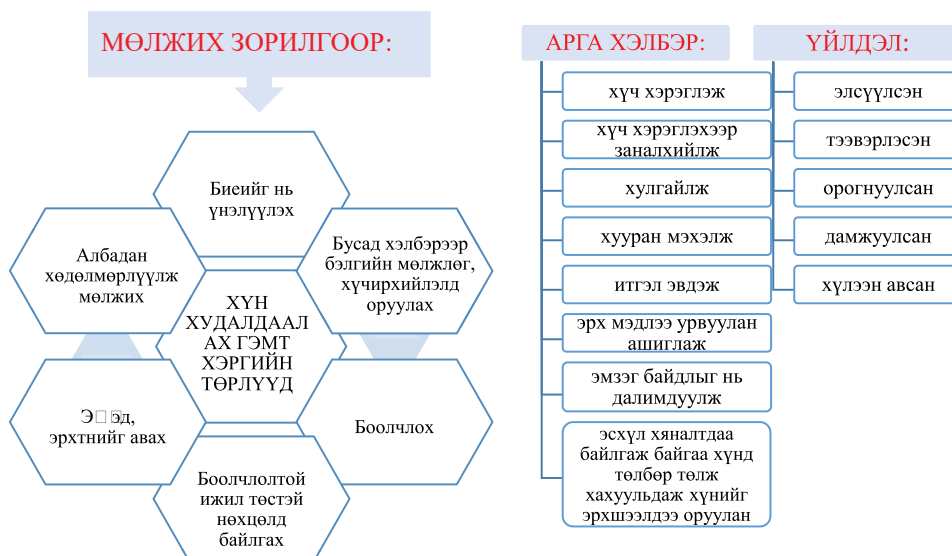 МӨЛЖИХ ЗОРИЛГООР:
Биеийг нь
үнэлүүлэх
Бусад хэлбэрээр
бэлгийн мөлжлөг,
хүчирхийлэлд
оруулах
Боолчлох
Боолчлолтой
ижил төстэй
нөхцөлд
байлгах
эд,
эрхтнийг авах
Албадан
хөдөлмөрлүүлж
мөлжих
ХҮН
ХУДАЛДААЛ
АХ ГЭМТ
ХЭРГИЙН
ТӨРЛҮҮД
АРГА ХЭЛБЭР:
хүч хэрэглэж
хүч хэрэглэхээр
заналхийлж
хулгайлж
хууран мэхэлж
итгэл эвдэж
эрх мэдлээ урвуулан
ашиглаж
эмзэг байдлыг нь
далимдуулж
эсхүл хяналтдаа
байлгаж байгаа хүнд
төлбөр төлж
хахуульдаж хүнийг
эрхшээлдээ оруулан
ҮЙЛДЭЛ:
элсүүлсэн
тээвэрлэсэн
орогнуулсан
дамжуулсан
хүлээн авсан